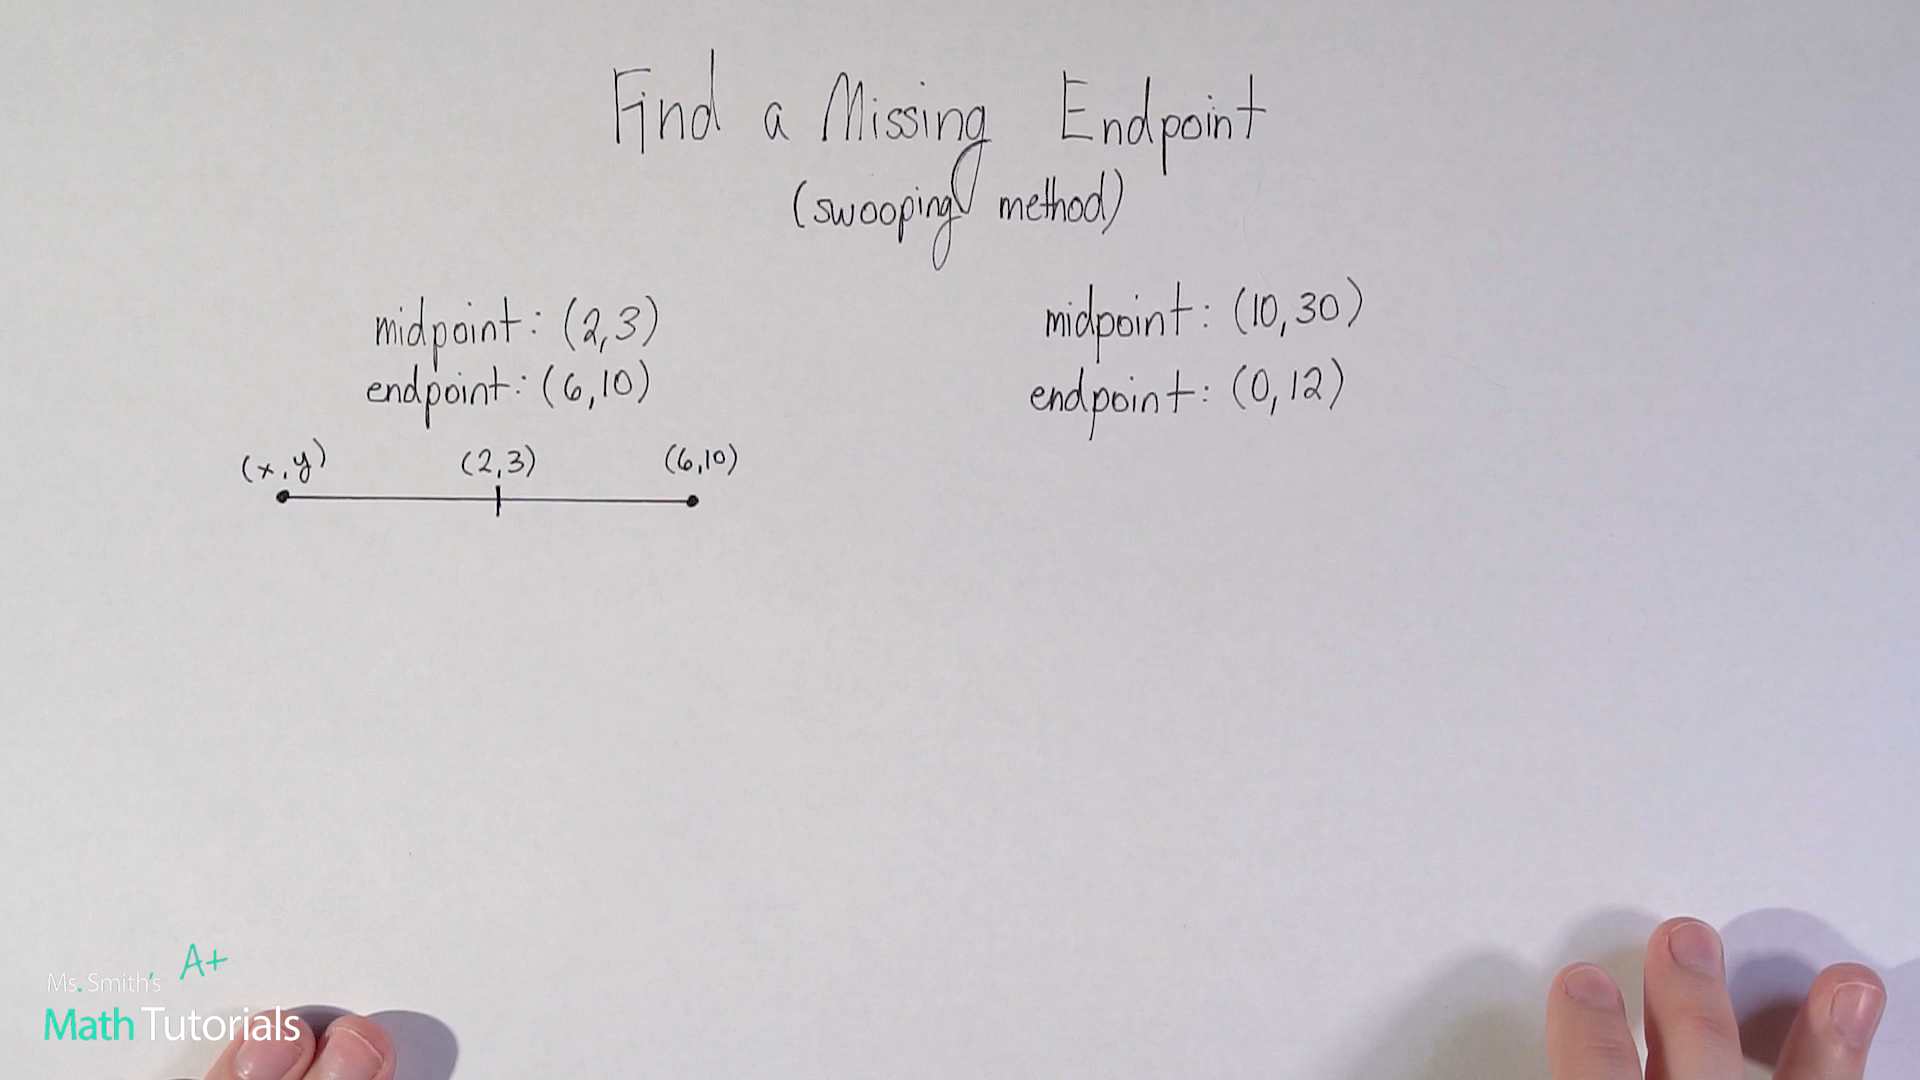 Find a Missing Endpoint
(swooping method)
midpoint: (2,3)
endpoint: (6,10)
(x,y) (2,3) (6,10)
midpoint: (10,30)
endpoint: (0,12)
Ms. Smith's A+
Math Tutorials